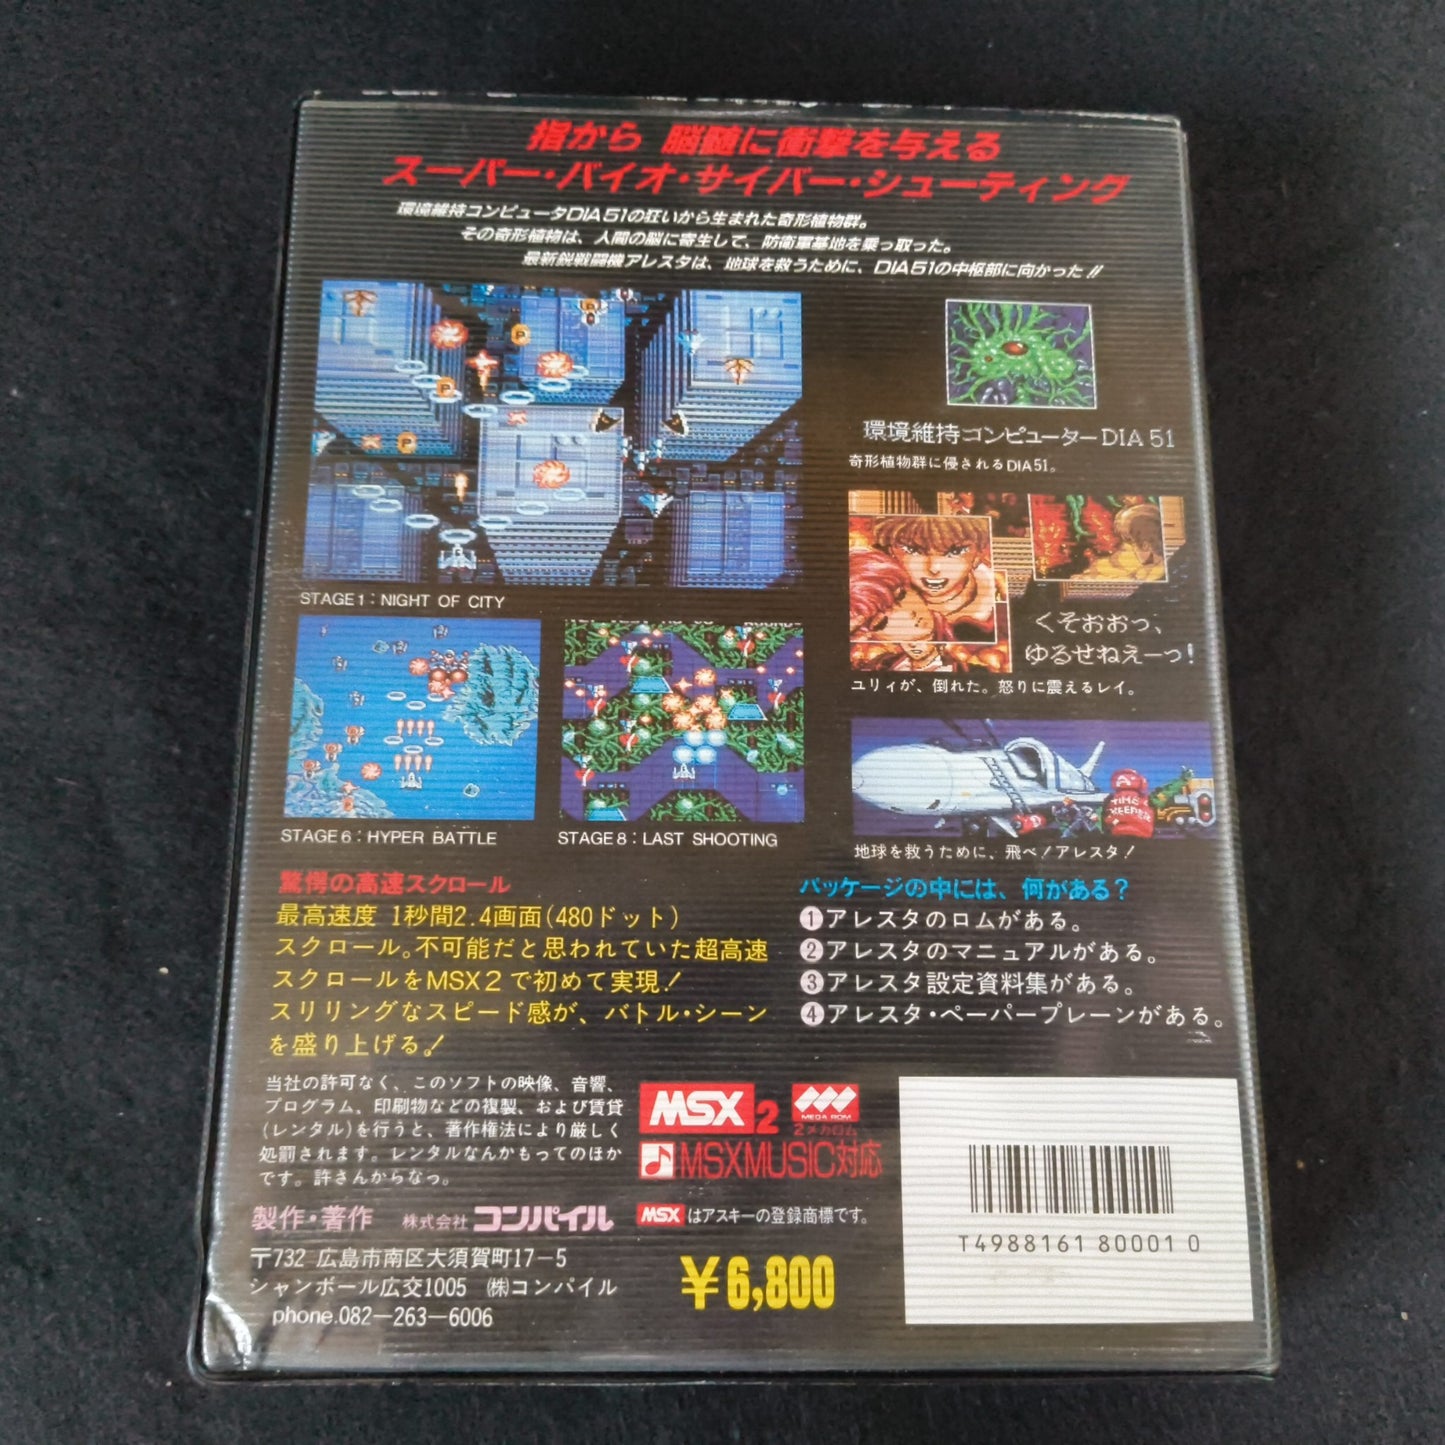 指から 脳髄に衝撃を与える
スーパー・バイオ・サイバー・シューティング
環境維持コンピュータDIA51の狂いから生まれた奇形植物群。
その奇形植物は、人間の脳に寄生して、防衛軍基地を乗っ取った。
最新鋭戦闘機アレスタは、地球を救うために、DIA51の中枢部に向かった!!
STAGE1:NIGHT OF CITY
STAGE6:HYPER BATTLE
STAGE8:LAST SHOOTING
環境維持コンピューターDIA51
奇形植物群に侵されるDIA51。
くそおおっ、
ゆるせねえーっ!
ユリィが、倒れた。怒りに震えるレイ。
TIME
KEEPER
地球を救うために、飛べ!アレスタ!
驚愕の高速スクロール
最高速度 1秒間2.4画面(480ドット)
スクロール。不可能だと思われていた超高速
スクロールをMSX2で初めて実現!
スリリングなスピード感が、バトル・シーン
を盛り上げる!
パッケージの中には、何がある?
①アレスタのロムがある。
②アレスタのマニュアルがある。
③アレスタ設定資料集がある。
④アレスタ・ペーパープレーンがある。
当社の許可なく、このソフトの映像、音響、
プログラム、印刷物などの複製、および賃貸
(レンタル)を行うと、著作権法により厳しく
処罰されます。レンタルなんかもってのほか
です。許さんからなっ。
MSX2
MEGA ROM
2メガロム
MSXMUSIC対応
製作・著作 株式会社コンパイル
MSXはアスキーの登録商標です。
〒732 広島市南区大須賀町17-5
シャンボール広交1005 ㈱コンパイル
phone.082-263-6006
¥6,800
T4988161 80001 0